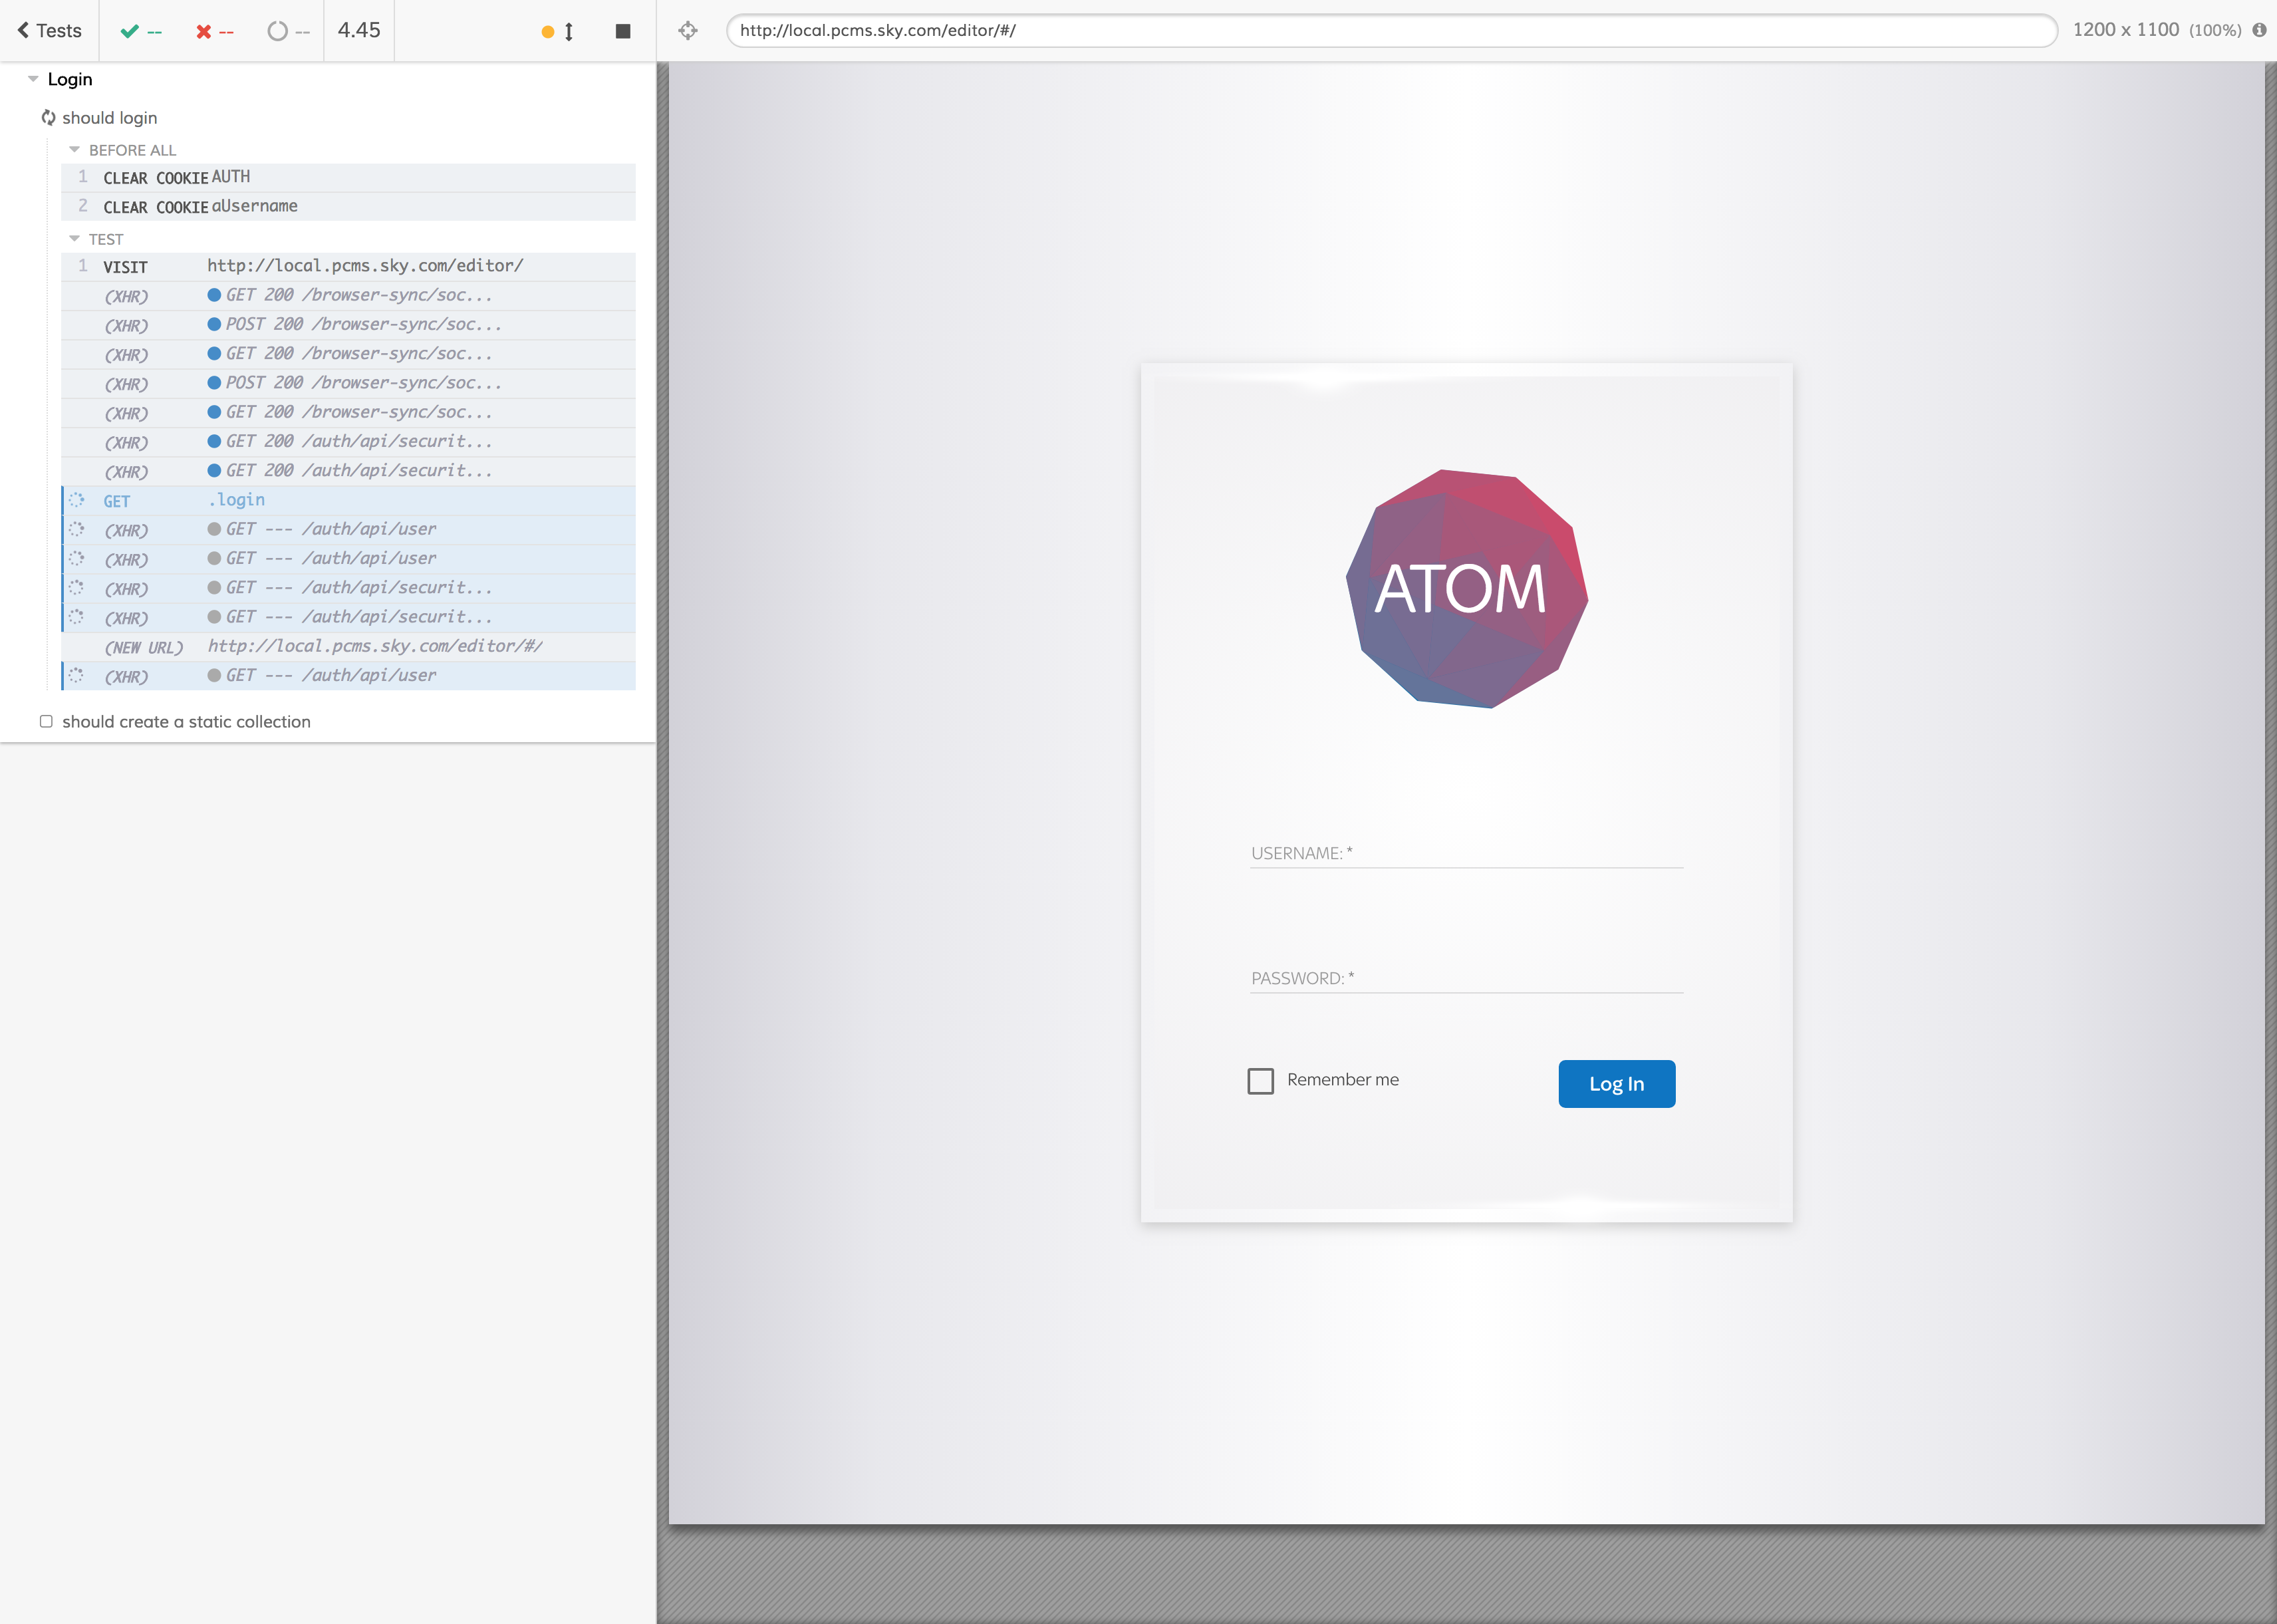 Tests -- -- -- 4.45
http://local.pcms.sky.com/editor/#/ 1200 x 1100 (100%)
Login
should login
BEFORE ALL
1 CLEAR COOKIE AUTH
2 CLEAR COOKIE aUsername
TEST
1 VISIT http://local.pcms.sky.com/editor/
(XHR) GET 200 /browser-sync/soc...
(XHR) POST 200 /browser-sync/soc...
(XHR) GET 200 /browser-sync/soc...
(XHR) POST 200 /browser-sync/soc...
(XHR) GET 200 /browser-sync/soc...
(XHR) GET 200 /auth/api/securit...
(XHR) GET 200 /auth/api/securit...
GET .login
(XHR) GET --- /auth/api/user
(XHR) GET --- /auth/api/user
(XHR) GET --- /auth/api/securit...
(XHR) GET --- /auth/api/securit...
(NEW URL) http://local.pcms.sky.com/editor/#/
(XHR) GET --- /auth/api/user
should create a static collection
ATOM
USERNAME: *
PASSWORD: *
Remember me
Log In